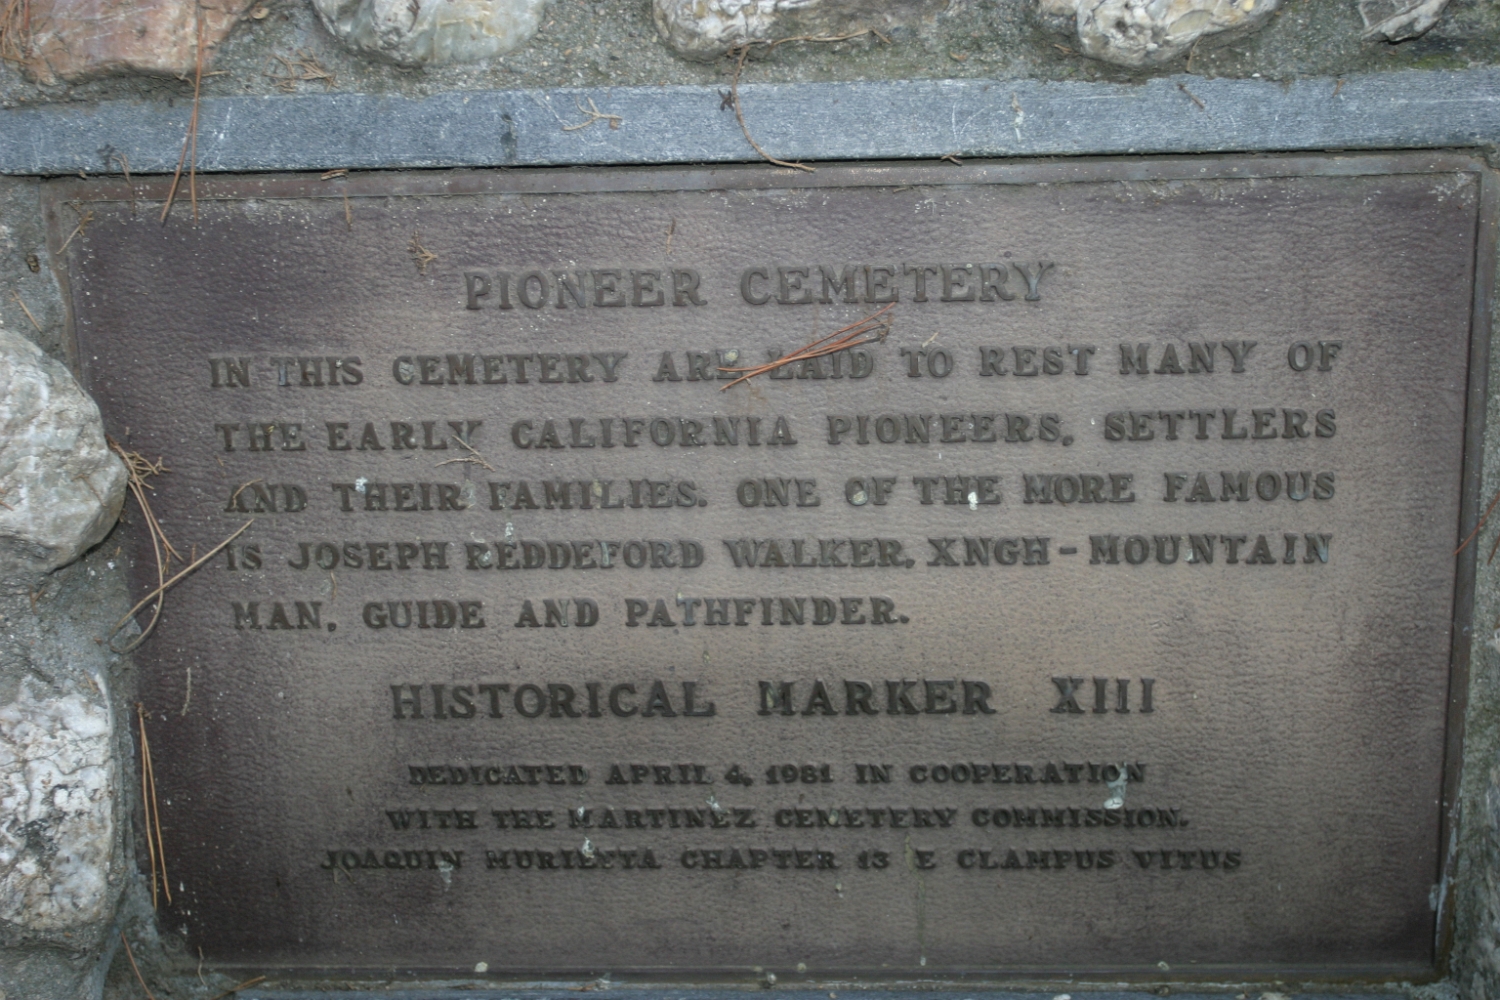 PIONEER CEMETERY
IN THIS CEMETERY ARE LAID TO REST MANY OF
THE EARLY CALIFORNIA PIONEERS, SETTLERS
AND THEIR FAMILIES. ONE OF THE MORE FAMOUS
IS JOSEPH REDDEFORD WALKER, XNGH-MOUNTAIN
MAN, GUIDE AND PATHFINDER.
HISTORICAL MARKER XIII
DEDICATED APRIL 4, 1981 IN COOPERATION
WITH THE MARTINEZ CEMETERY COMMISSION.
JOAQUIN MURIETTA CHAPTER 13 E CLAMPUS VITUS